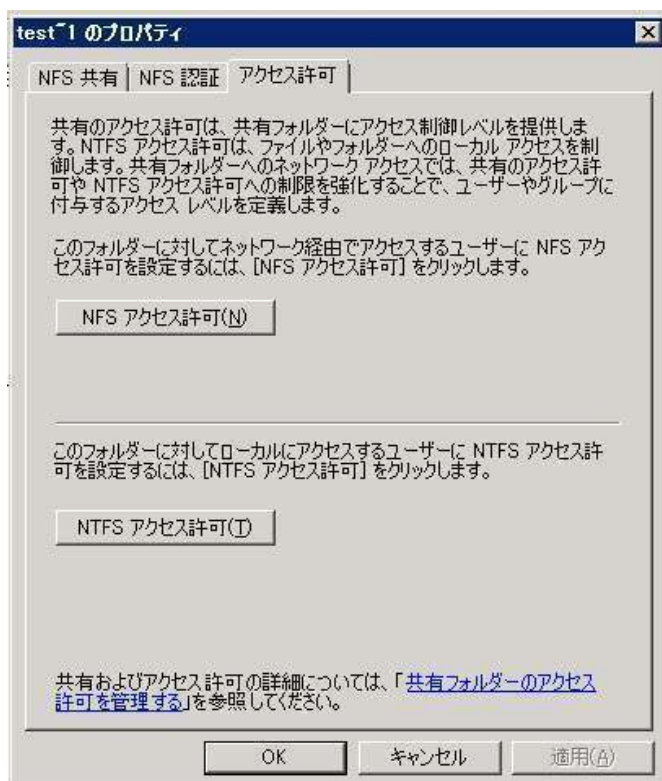 test~1 のプロパティ
NFS 共有
NFS 認証
アクセス許可
共有のアクセス許可は、共有フォルダーにアクセス制御レベルを提供しま
す。NTFS アクセス許可は、ファイルやフォルダーへのローカル アクセスを制
御します。共有フォルダーへのネットワーク アクセスでは、共有のアクセス許
可や NTFS アクセス許可への制限を強化することで、ユーザーやグループに
付与するアクセス レベルを定義します。
このフォルダーに対してネットワーク経由でアクセスするユーザーに NFS アク
セス許可を設定するには、[NFS アクセス許可] をクリックします。
NFS アクセス許可(N)
このフォルダーに対してローカルにアクセスするユーザーに NTFS アクセス許
可を設定するには、[NTFS アクセス許可] をクリックします。
NTFS アクセス許可(T)
共有およびアクセス許可の詳細については、「共有フォルダーのアクセス
許可を管理する」を参照してください。
OK
キャンセル
適用(A)